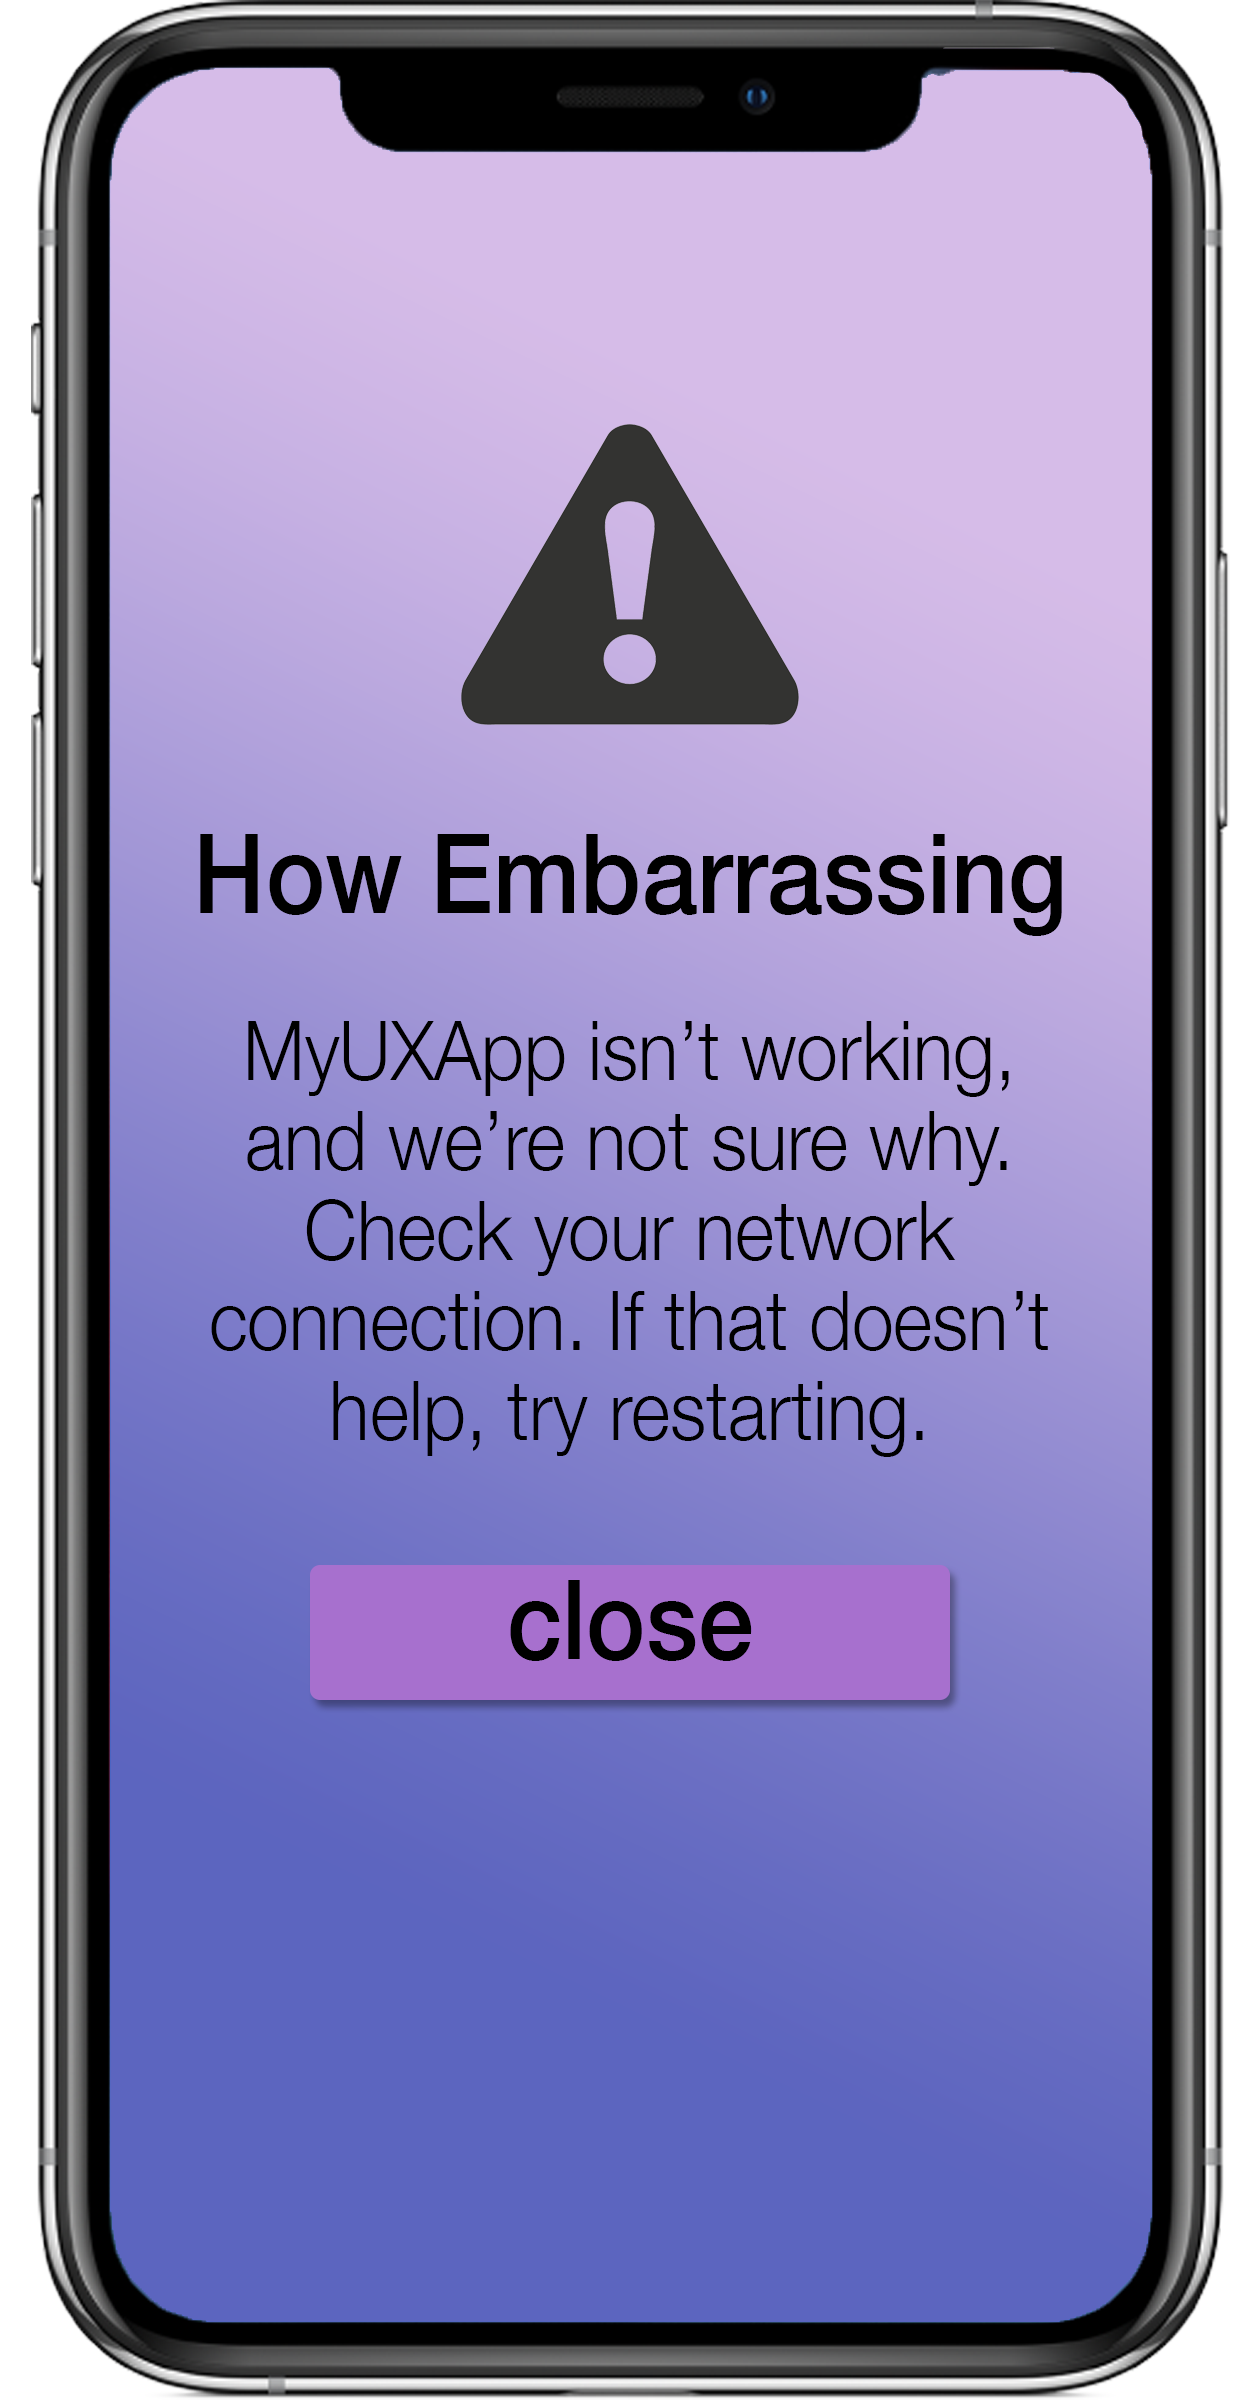 How Embarrassing
MyUXApp isn’t working,
and we’re not sure why.
Check your network
connection. If that doesn’t
help, try restarting.
close